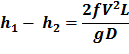 h₁ − h₂ = 2fV²L / gD